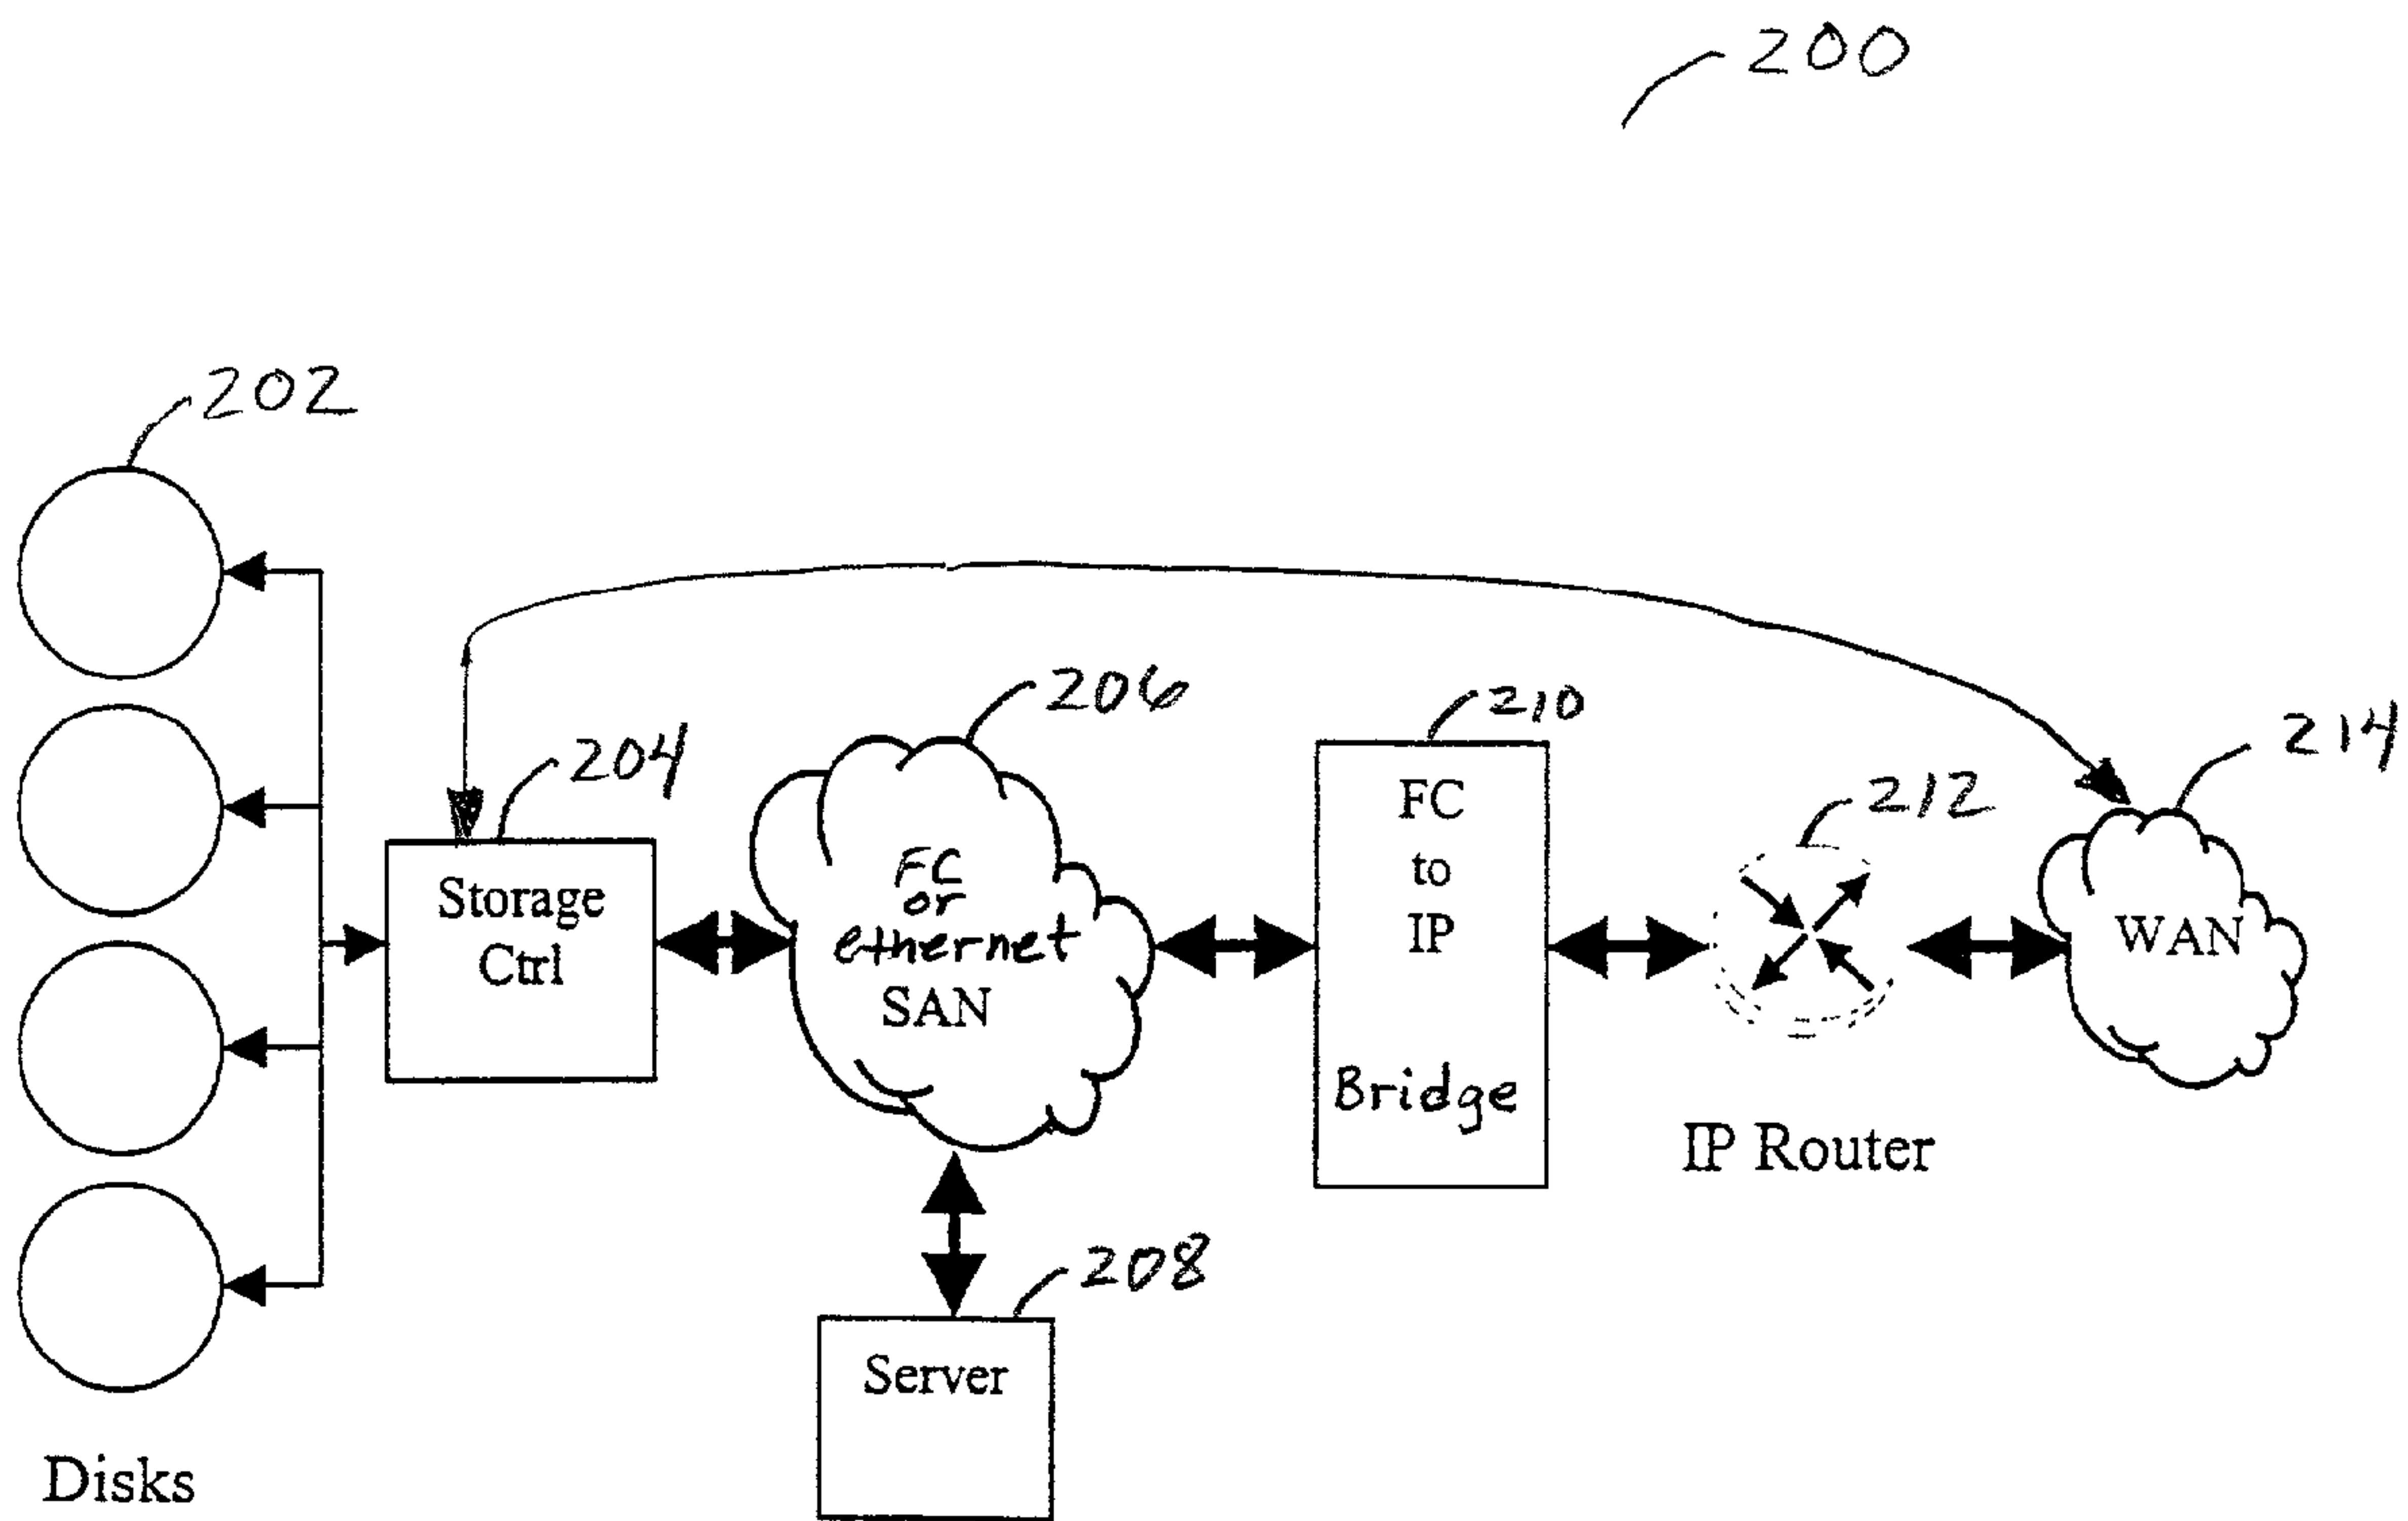 200
202
204
206
210
212
214
Storage
Ctrl
FC
or
ethernet
SAN
FC
to
IP
Bridge
WAN
IP Router
208
Server
Disks